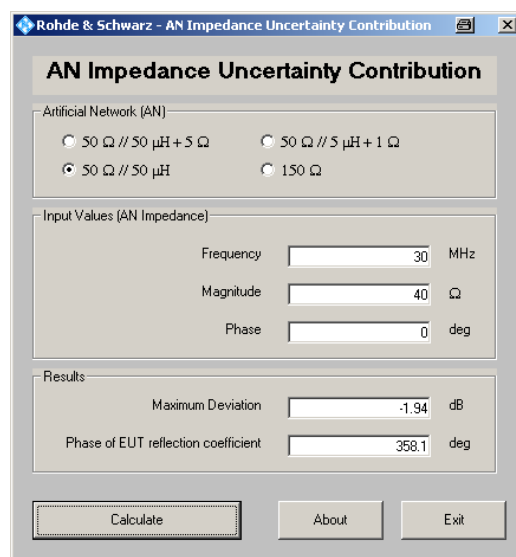 Rohde & Schwarz - AN Impedance Uncertainty Contribution
AN Impedance Uncertainty Contribution
Artificial Network (AN)
50 Ω // 50 µH + 5 Ω
50 Ω // 5 µH + 1 Ω
50 Ω // 50 µH
150 Ω
Input Values (AN Impedance)
Frequency 30 MHz
Magnitude 40 Ω
Phase 0 deg
Results
Maximum Deviation -1.94 dB
Phase of EUT reflection coefficient 358.1 deg
Calculate About Exit